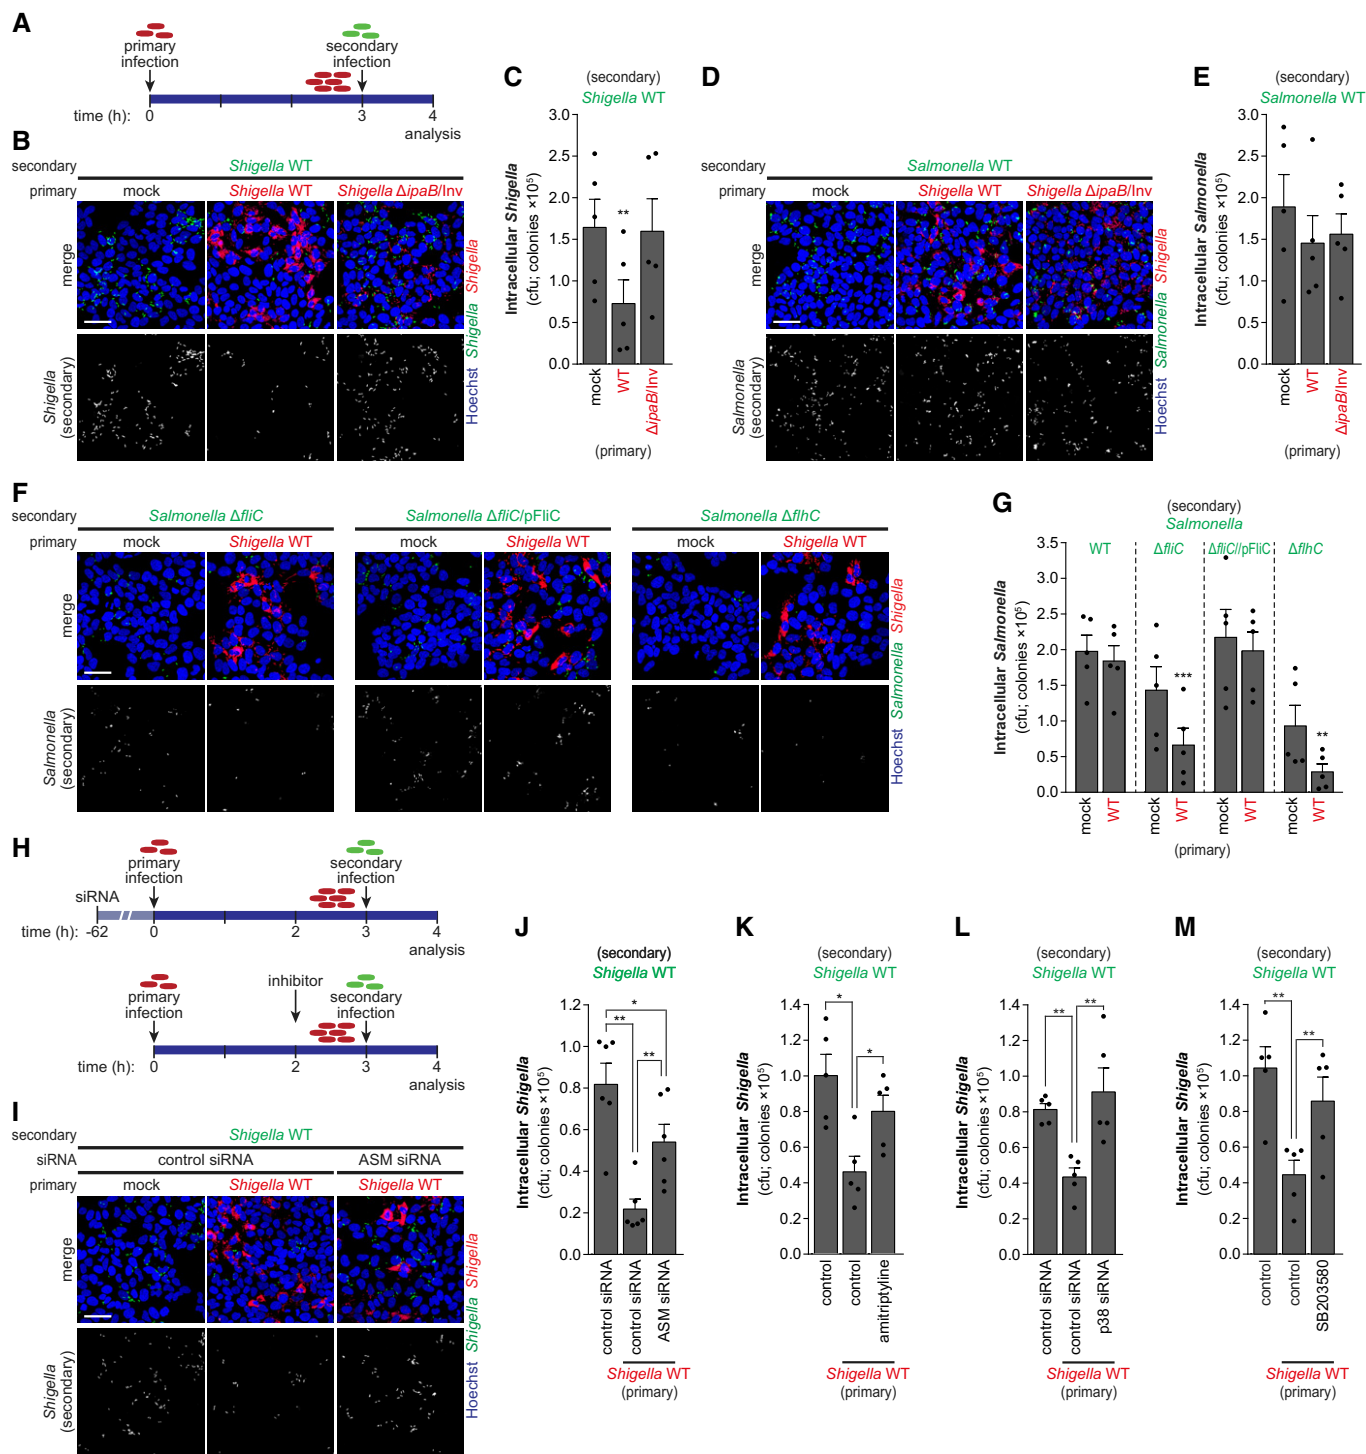 A
primary
infection
secondary
infection
time (h):
0
3
4
analysis
B
secondary
Shigella WT
primary
mock
Shigella WT
Shigella ΔipaB/Inv
merge
Shigella
(secondary)
Hoechst Shigella Shigella
C
(secondary)
Shigella WT
Intracellular Shigella
(cfu; colonies ×10⁵)
3.0
2.5
2.0
1.5
1.0
0.5
0.0
**
mock
WT
ΔipaB/Inv
(primary)
D
secondary
Salmonella WT
primary
mock
Shigella WT
Shigella ΔipaB/Inv
merge
Salmonella
(secondary)
Hoechst Salmonella Shigella
E
(secondary)
Salmonella WT
Intracellular Salmonella
(cfu; colonies ×10⁵)
3.0
2.5
2.0
1.5
1.0
0.5
0.0
mock
WT
ΔipaB/Inv
(primary)
F
secondary
Salmonella ΔfliC
Salmonella ΔfliC/pFliC
Salmonella ΔflhC
primary
mock
Shigella WT
mock
Shigella WT
mock
Shigella WT
merge
Salmonella
(secondary)
Hoechst Salmonella Shigella
G
(secondary)
Salmonella
WT
ΔfliC
ΔfliC//pFliC
ΔflhC
Intracellular Salmonella
(cfu; colonies ×10⁵)
3.5
3.0
2.5
2.0
1.5
1.0
0.5
0.0
***
**
mock
WT
mock
WT
mock
WT
mock
WT
(primary)
H
primary
infection
secondary
infection
siRNA
time (h):
-62
0
2
3
4
analysis
primary
infection
inhibitor
secondary
infection
time (h):
0
2
3
4
analysis
I
secondary
Shigella WT
siRNA
control siRNA
ASM siRNA
primary
mock
Shigella WT
Shigella WT
merge
Shigella
(secondary)
Hoechst Shigella Shigella
J
(secondary)
Shigella WT
Intracellular Shigella
(cfu; colonies ×10⁵)
1.2
1.0
0.8
0.6
0.4
0.2
0.0
*
**
**
control siRNA
control siRNA
ASM siRNA
Shigella WT
(primary)
K
(secondary)
Shigella WT
Intracellular Shigella
(cfu; colonies ×10⁵)
1.4
1.2
1.0
0.8
0.6
0.4
0.2
0.0
*
*
control
control
amitriptyline
Shigella WT
(primary)
L
(secondary)
Shigella WT
Intracellular Shigella
(cfu; colonies ×10⁵)
1.4
1.2
1.0
0.8
0.6
0.4
0.2
0.0
**
**
control siRNA
control siRNA
p38 siRNA
Shigella WT
(primary)
M
(secondary)
Shigella WT
Intracellular Shigella
(cfu; colonies ×10⁵)
1.4
1.2
1.0
0.8
0.6
0.4
0.2
0.0
**
**
control
control
SB203580
Shigella WT
(primary)